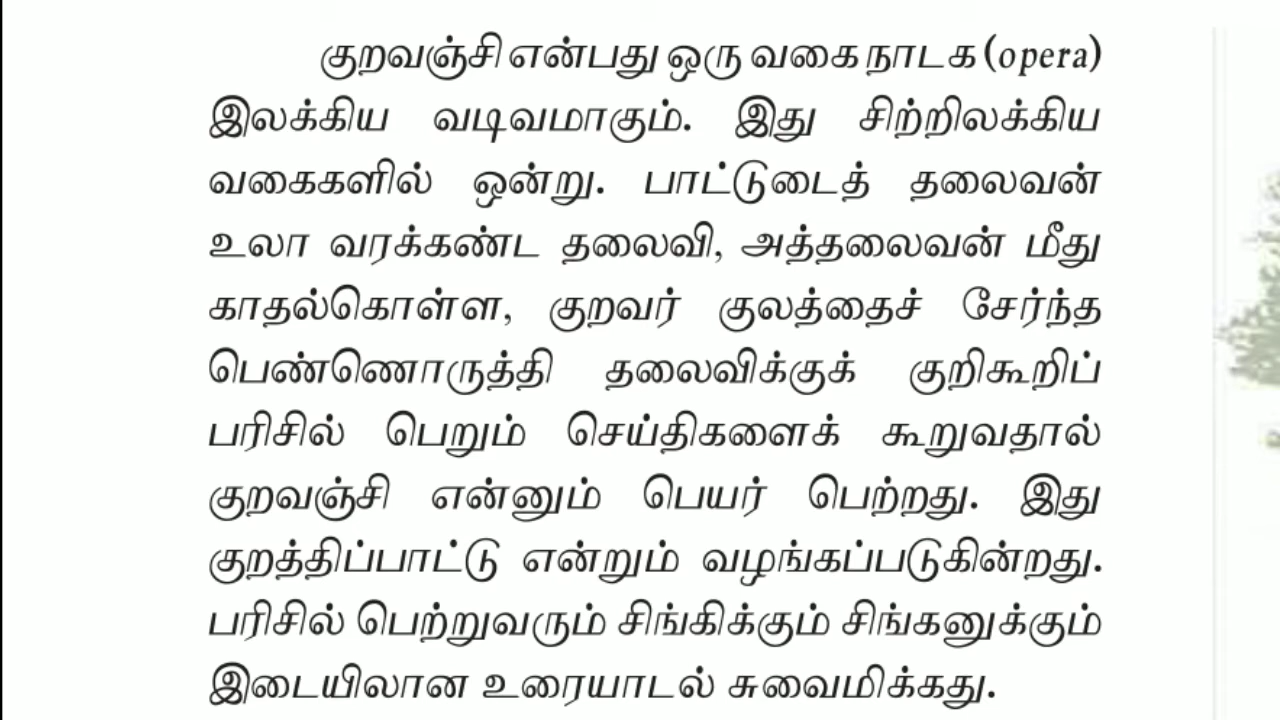 குறவஞ்சி என்பது ஒரு வகை நாடக (opera)
இலக்கிய வடிவமாகும். இது சிற்றிலக்கிய
வகைகளில் ஒன்று. பாட்டுடைத் தலைவன்
உலா வரக்கண்ட தலைவி, அத்தலைவன் மீது
காதல்கொள்ள, குறவர் குலத்தைச் சேர்ந்த
பெண்ணொருத்தி தலைவிக்குக் குறிகூறிப்
பரிசில் பெறும் செய்திகளைக் கூறுவதால்
குறவஞ்சி என்னும் பெயர் பெற்றது. இது
குறத்திப்பாட்டு என்றும் வழங்கப்படுகின்றது.
பரிசில் பெற்றுவரும் சிங்கிக்கும் சிங்கனுக்கும்
இடையிலான உரையாடல் சுவைமிக்கது.